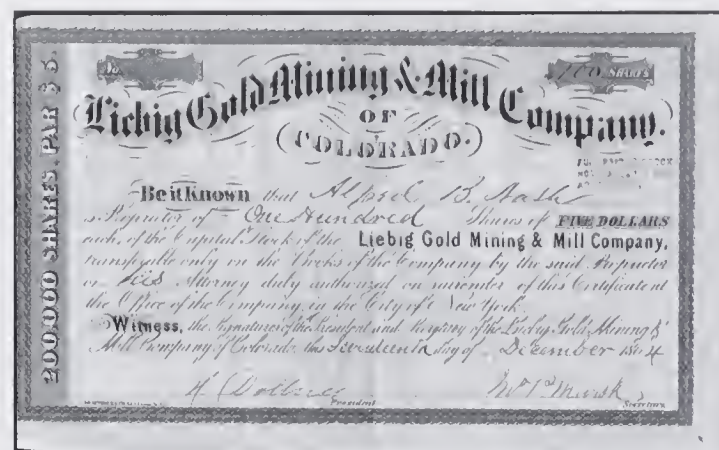 200,000 SHARES, PAR $5.
No
100 SHARES
Liebig Gold Mining & Mill Company.
OF
COLORADO.
Be it Known that Alfred B. Nash
is Proprietor of One Hundred Shares of FIVE DOLLARS
each, of the Capital Stock of the Liebig Gold Mining & Mill Company,
transferable only on the Books of the Company by the said Proprietor
or his Attorney duly authorized on surrender of this Certificate at
the Office of the Company, in the City of New York.
Witness, the Signatures of the President and Secretary of the Liebig Gold Mining &
Mill Company of Colorado, this Seventeenth day of December 1864
President
Secretary